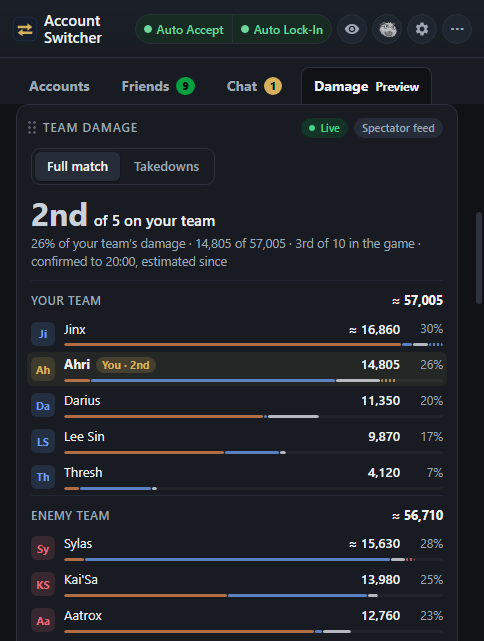 Account Switcher
Auto Accept
Auto Lock-In
Accounts
Friends 9
Chat 1
Damage Preview
TEAM DAMAGE
Live
Spectator feed
Full match
Takedowns
2nd of 5 on your team
26% of your team's damage · 14,805 of 57,005 · 3rd of 10 in the game ·
confirmed to 20:00, estimated since
YOUR TEAM ≈ 57,005
Ji Jinx ≈ 16,860 30%
Ah Ahri You · 2nd 14,805 26%
Da Darius 11,350 20%
LS Lee Sin 9,870 17%
Th Thresh 4,120 7%
ENEMY TEAM ≈ 56,710
Sy Sylas ≈ 15,630 28%
KS Kai'Sa 13,980 25%
Aa Aatrox 12,760 23%